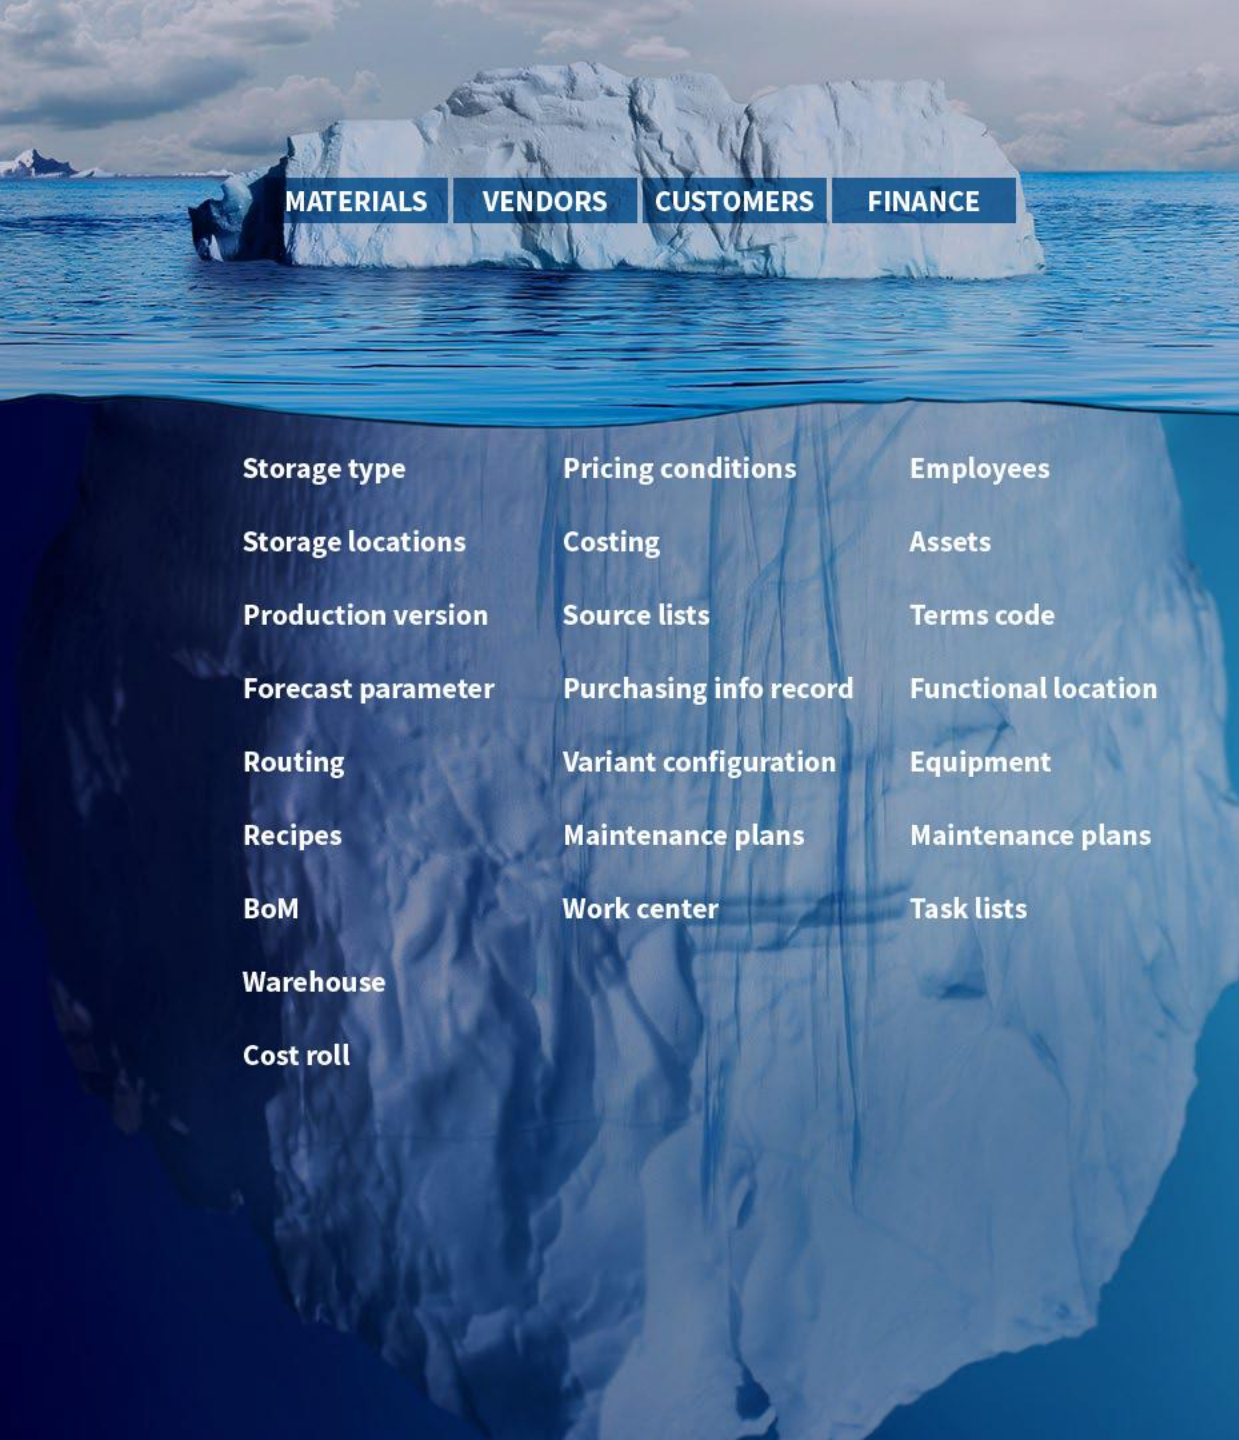 MATERIALS VENDORS CUSTOMERS FINANCE
Storage type
Storage locations
Production version
Forecast parameter
Routing
Recipes
BoM
Warehouse
Cost roll
Pricing conditions
Costing
Source lists
Purchasing info record
Variant configuration
Maintenance plans
Work center
Employees
Assets
Terms code
Functional location
Equipment
Maintenance plans
Task lists